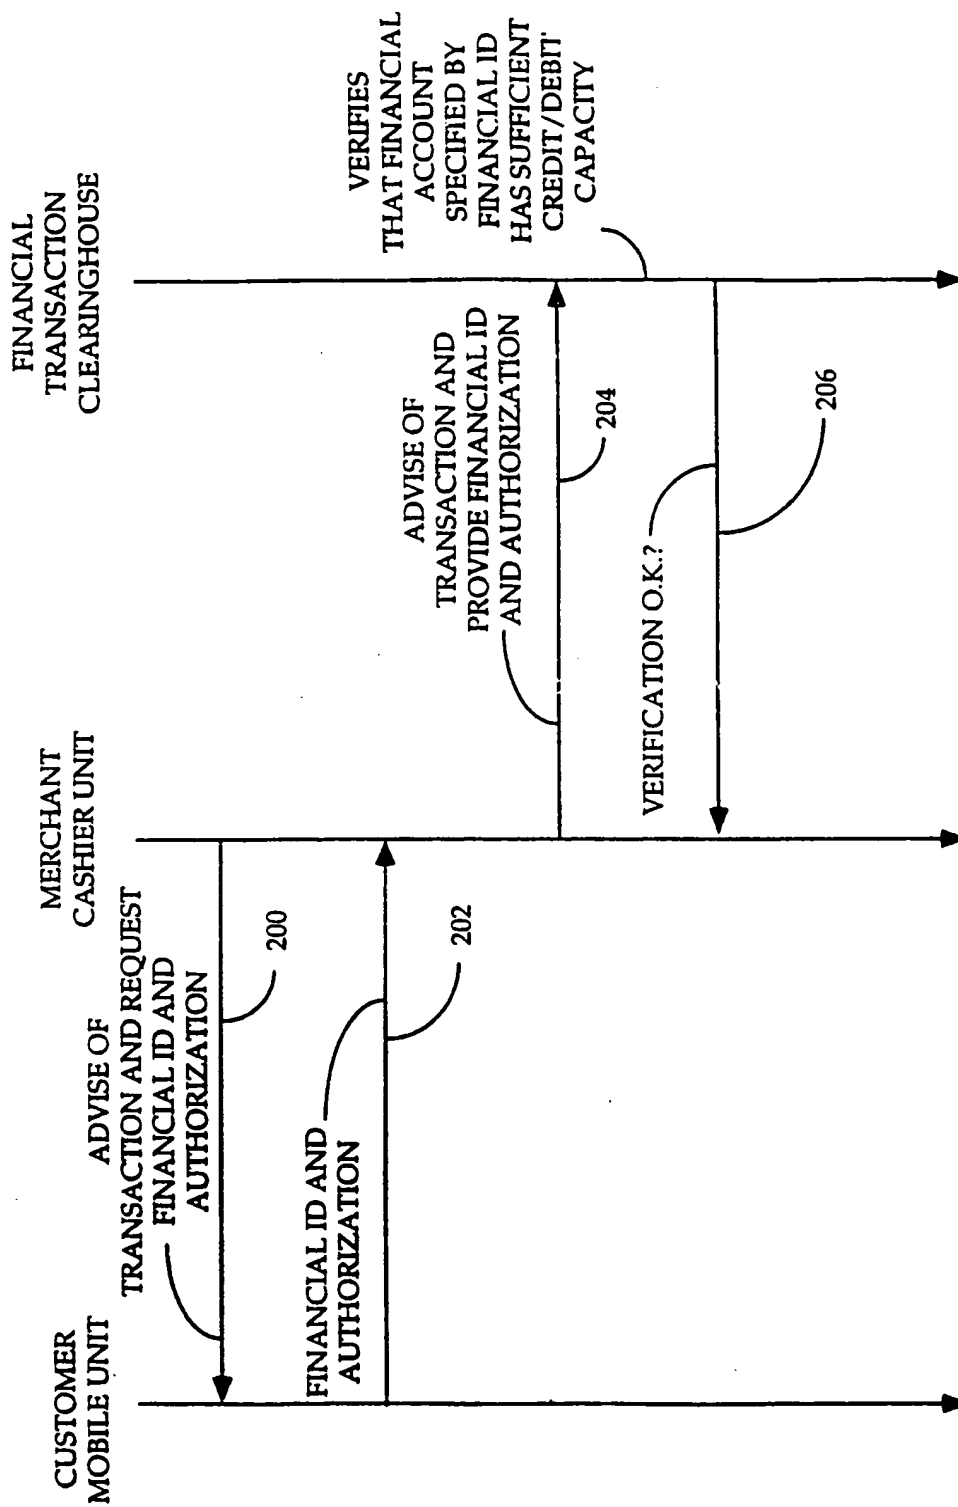 CUSTOMER
MOBILE UNIT
MERCHANT
CASHIER UNIT
FINANCIAL
TRANSACTION
CLEARINGHOUSE
ADVISE OF
TRANSACTION AND REQUEST
FINANCIAL ID AND
AUTHORIZATION
200
FINANCIAL ID AND
AUTHORIZATION
202
ADVISE OF
TRANSACTION AND
PROVIDE FINANCIAL ID
AND AUTHORIZATION
204
VERIFIES
THAT FINANCIAL
ACCOUNT
SPECIFIED BY
FINANCIAL ID
HAS SUFFICIENT
CREDIT/DEBIT
CAPACITY
VERIFICATION O.K.?
206